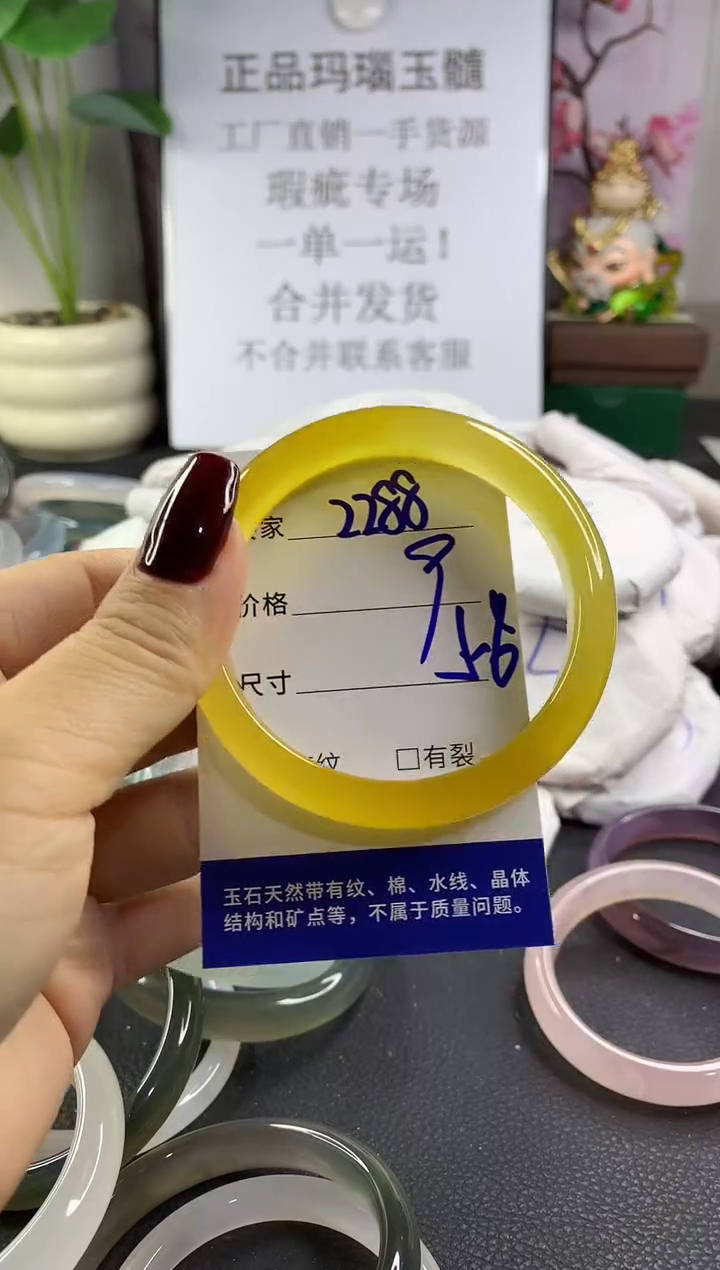 正品玛瑙玉髓
工厂直销一手货源
瑕疵专场
一单一运！
合并发货
不合并联系客服
家 2288
价格
尺寸 56
纹 □有裂
玉石天然带有纹、棉、水线、晶体
结构和矿点等，不属于质量问题。